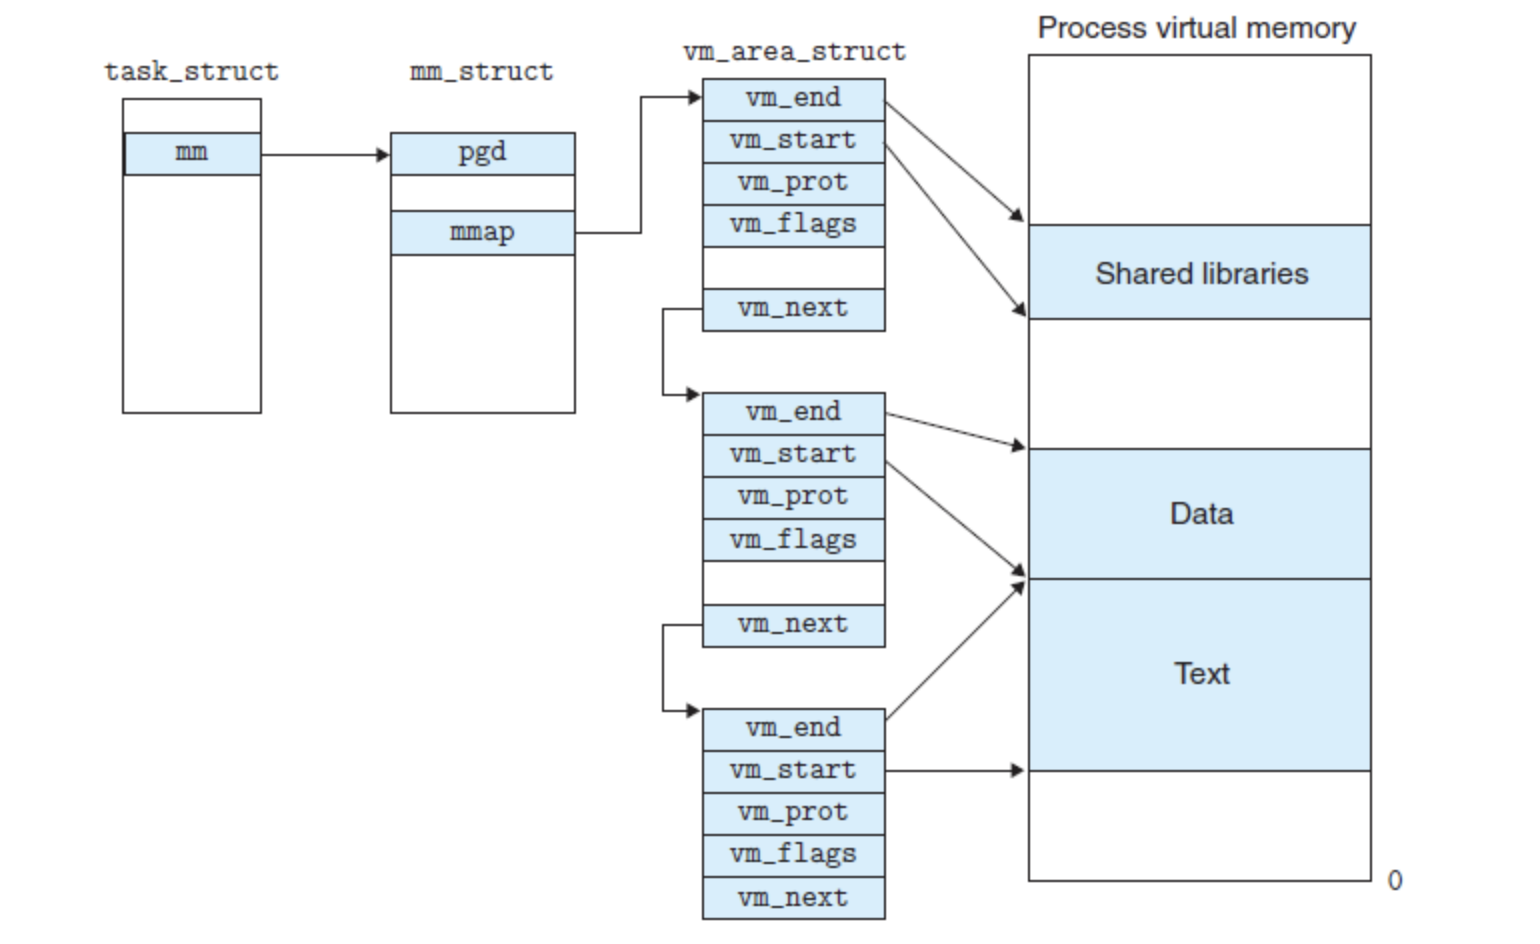 Process virtual memory
vm_area_struct
task_struct
mm_struct
vm_end
vm_start
vm_prot
vm_flags
vm_next
mm
pgd
mmap
Shared libraries
vm_end
vm_start
vm_prot
vm_flags
vm_next
Data
Text
vm_end
vm_start
vm_prot
vm_flags
vm_next
0